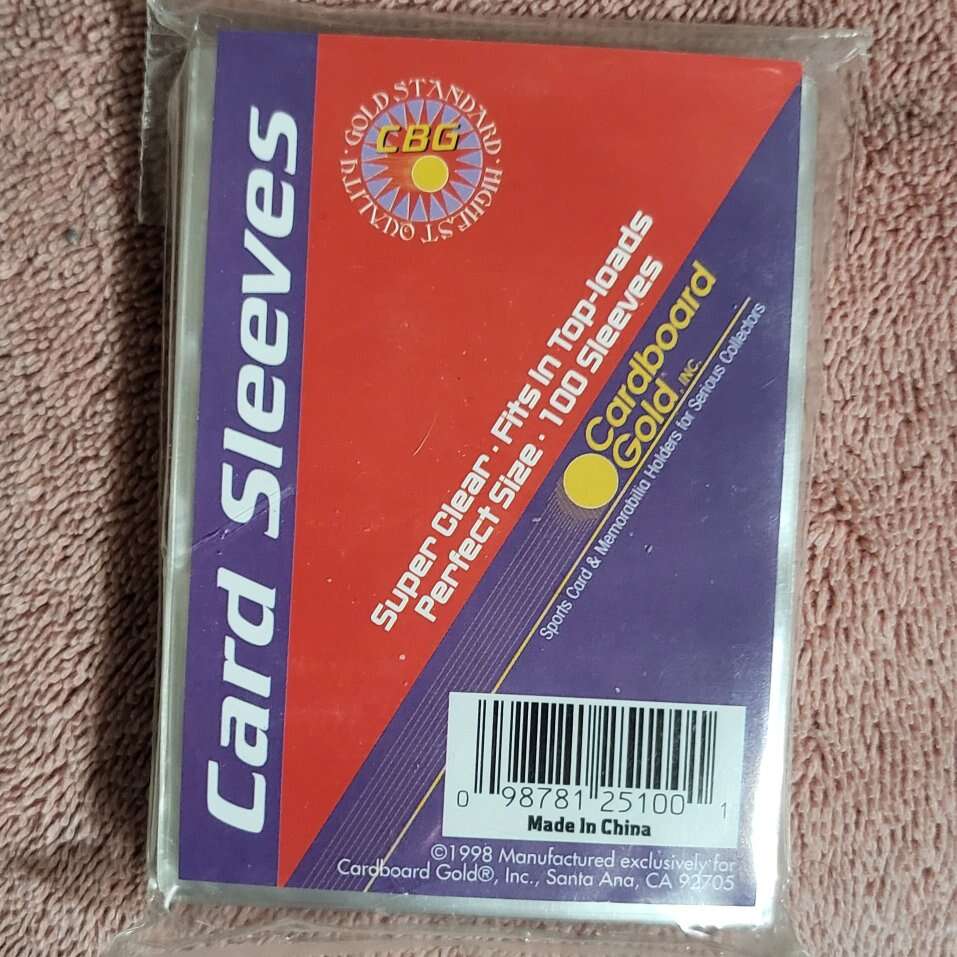 Card Sleeves
GOLD STANDARD · HIGHEST QUALITY ·
CBG
Super Clear · Fits In Top-loads
Perfect Size · 100 Sleeves
Cardboard
Gold, INC.
Sports Card & Memorabilia Holders for Serious Collectors
0 98781 25100 1
Made In China
©1998 Manufactured exclusively for
Cardboard Gold®, Inc., Santa Ana, CA 92705